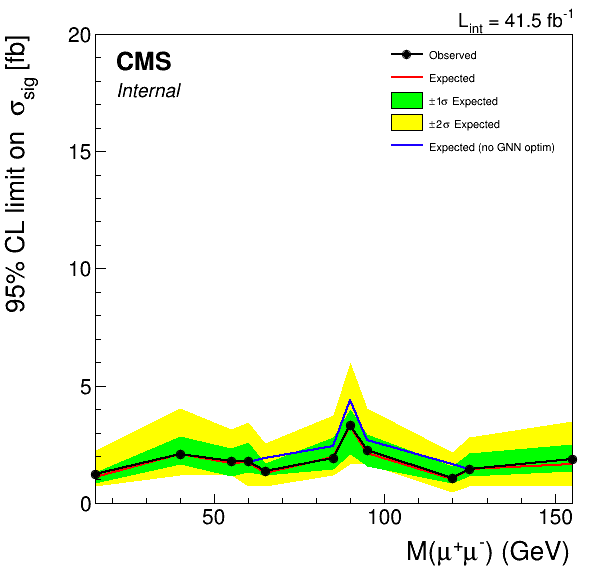 L_int = 41.5 fb⁻¹
95% CL limit on σ_sig [fb]
20
15
10
5
0
CMS
Internal
Observed
Expected
±1σ Expected
±2σ Expected
Expected (no GNN optim)
50 100 150
M(μ⁺μ⁻) (GeV)